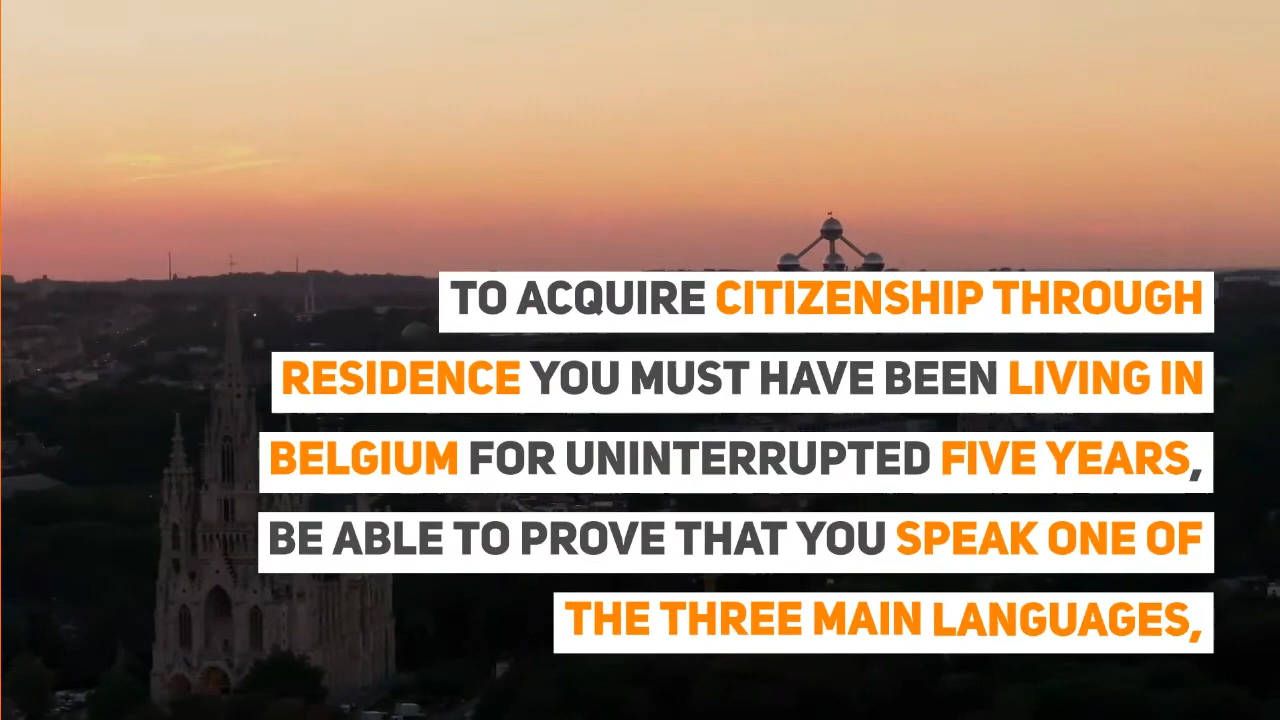 TO ACQUIRE CITIZENSHIP THROUGH
RESIDENCE YOU MUST HAVE BEEN LIVING IN
BELGIUM FOR UNINTERRUPTED FIVE YEARS,
BE ABLE TO PROVE THAT YOU SPEAK ONE OF
THE THREE MAIN LANGUAGES,